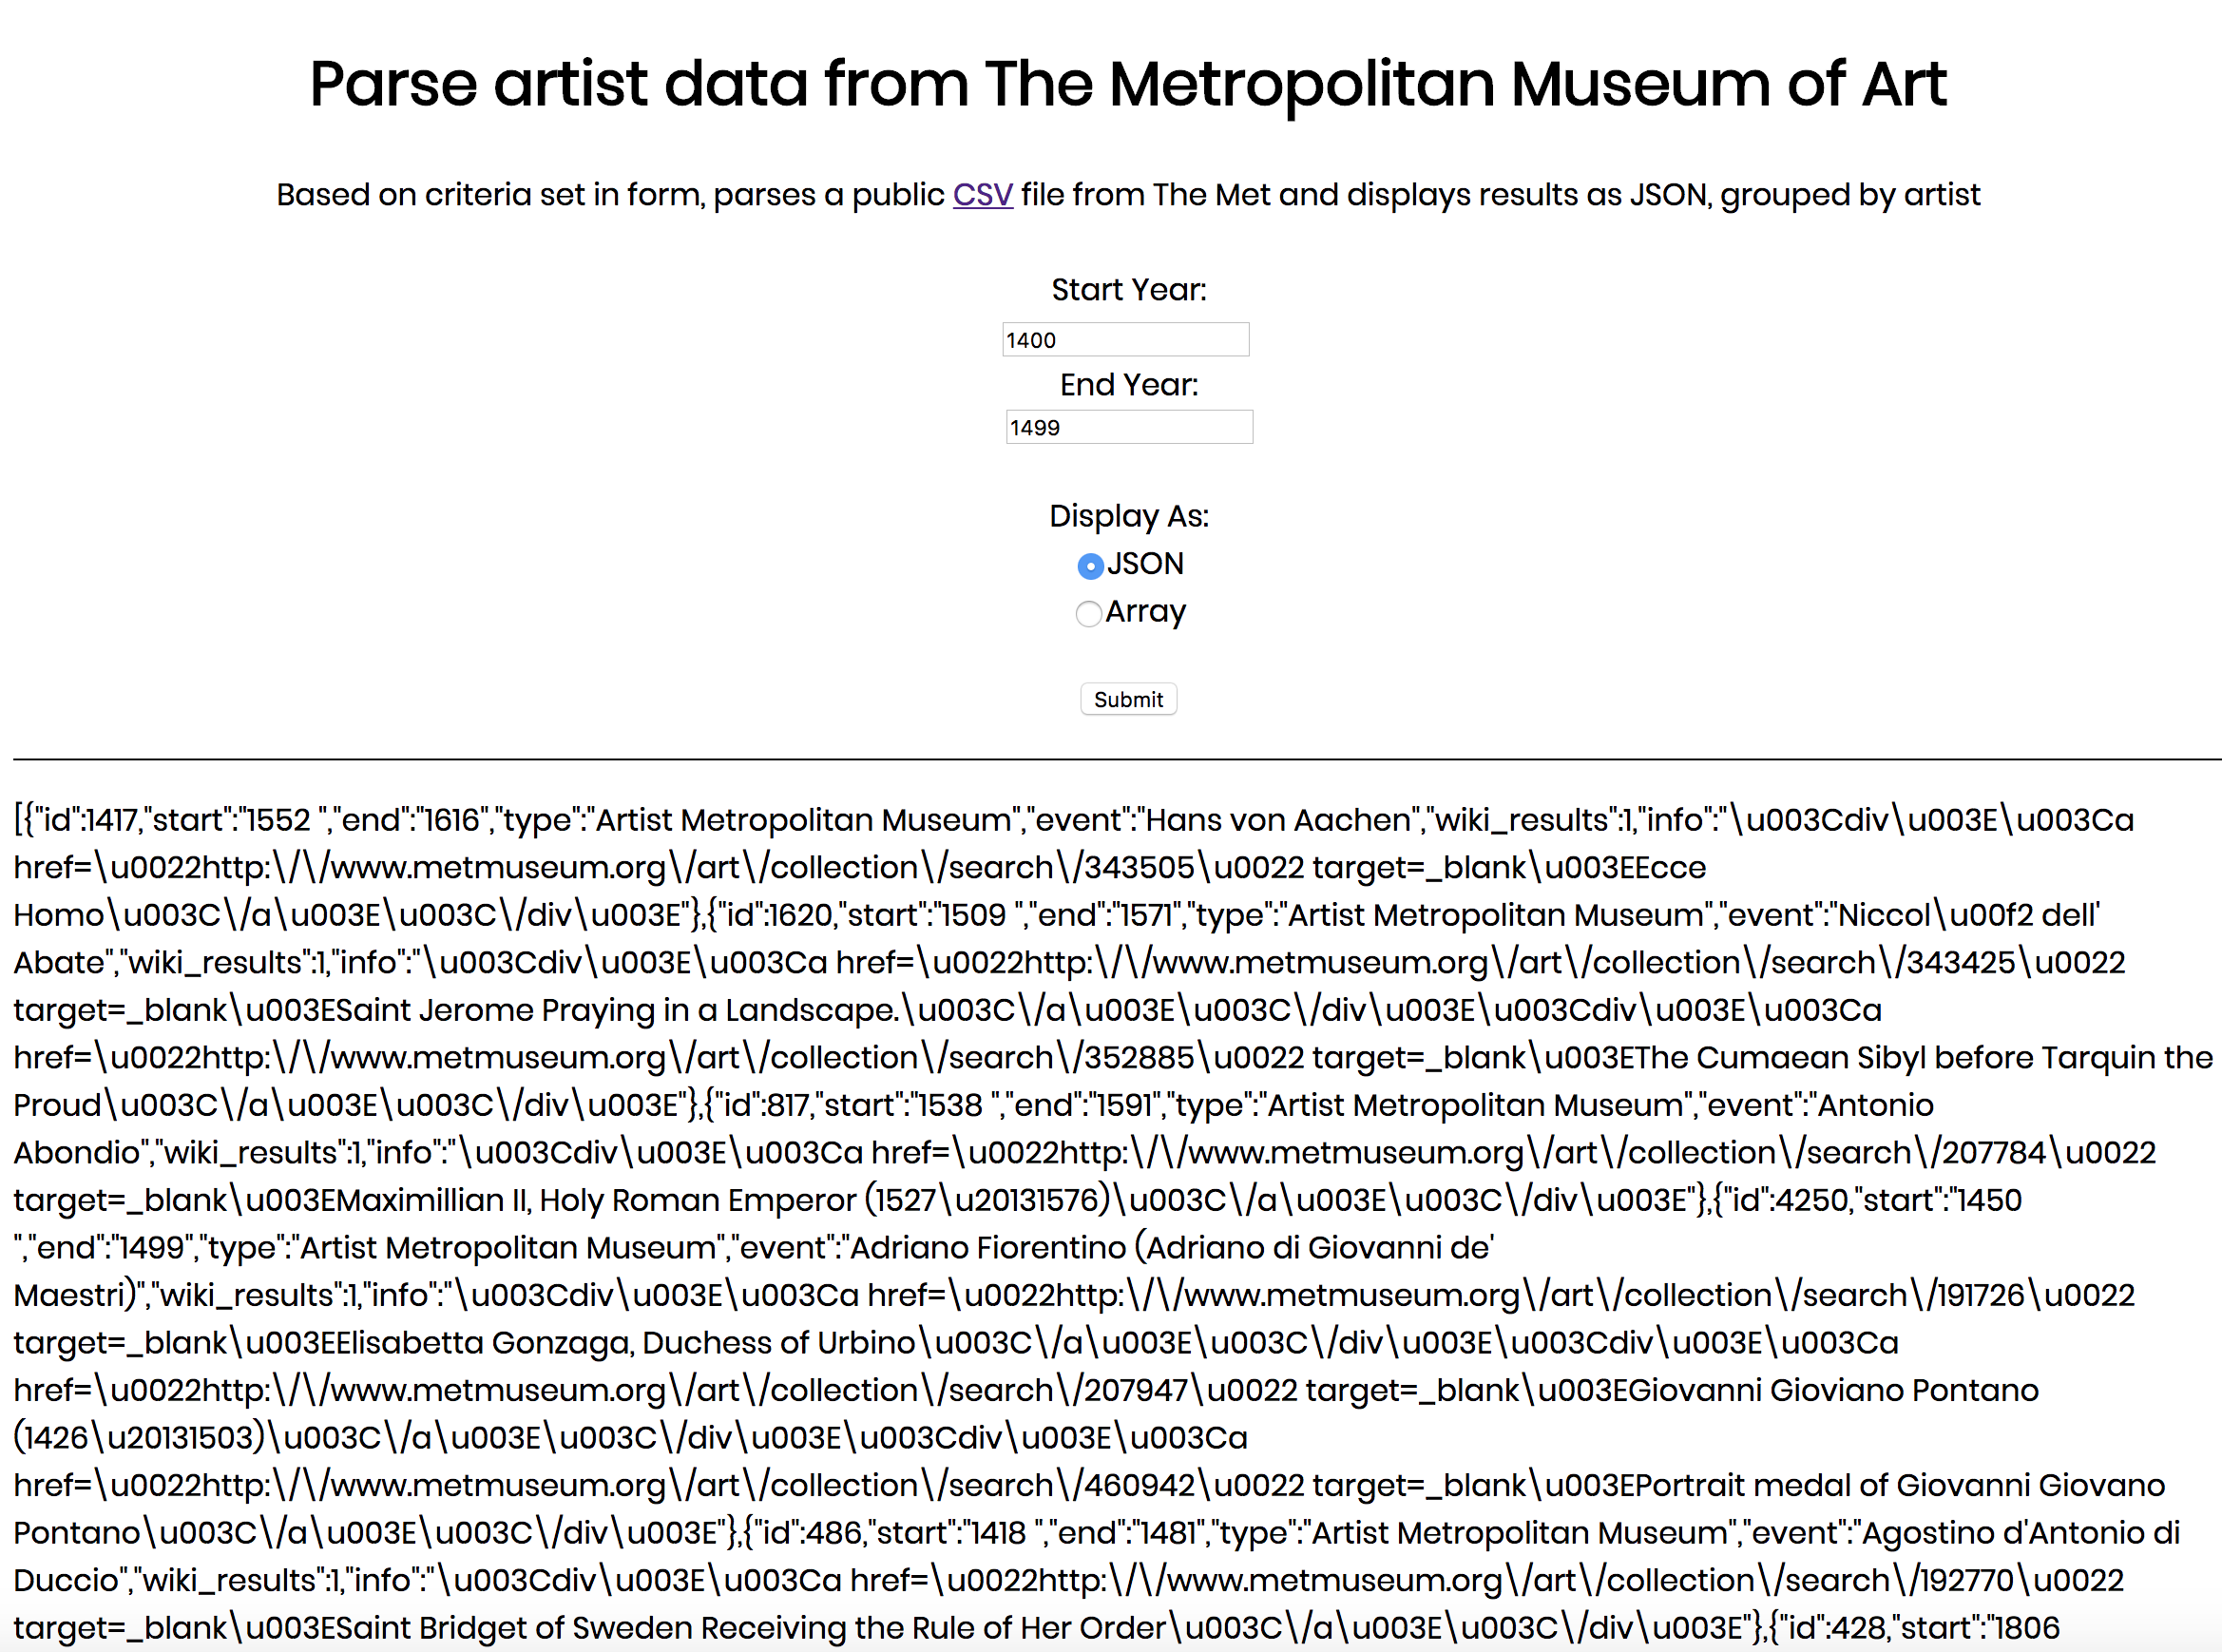 Parse artist data from The Metropolitan Museum of Art
Based on criteria set in form, parses a public CSV file from The Met and displays results as JSON, grouped by artist
Start Year:
1400
End Year:
1499
Display As:
JSON
Array
Submit
[{"id":1417,"start":"1552 ","end":"1616","type":"Artist Metropolitan Museum","event":"Hans von Aachen","wiki_results":1,"info":"\u003Cdiv\u003E\u003Ca
href=\u0022http:\/\/www.metmuseum.org\/art\/collection\/search\/343505\u0022 target=_blank\u003EEcce
Homo\u003C\/a\u003E\u003C\/div\u003E"},{"id":1620,"start":"1509 ","end":"1571","type":"Artist Metropolitan Museum","event":"Niccol\u00f2 dell'
Abate","wiki_results":1,"info":"\u003Cdiv\u003E\u003Ca href=\u0022http:\/\/www.metmuseum.org\/art\/collection\/search\/343425\u0022
target=_blank\u003ESaint Jerome Praying in a Landscape.\u003C\/a\u003E\u003C\/div\u003E\u003Cdiv\u003E\u003Ca
href=\u0022http:\/\/www.metmuseum.org\/art\/collection\/search\/352885\u0022 target=_blank\u003EThe Cumaean Sibyl before Tarquin the
Proud\u003C\/a\u003E\u003C\/div\u003E"},{"id":817,"start":"1538 ","end":"1591","type":"Artist Metropolitan Museum","event":"Antonio
Abondio","wiki_results":1,"info":"\u003Cdiv\u003E\u003Ca href=\u0022http:\/\/www.metmuseum.org\/art\/collection\/search\/207784\u0022
target=_blank\u003EMaximillian II, Holy Roman Emperor (1527\u20131576)\u003C\/a\u003E\u003C\/div\u003E"},{"id":4250,"start":"1450
","end":"1499","type":"Artist Metropolitan Museum","event":"Adriano Fiorentino (Adriano di Giovanni de'
Maestri)","wiki_results":1,"info":"\u003Cdiv\u003E\u003Ca href=\u0022http:\/\/www.metmuseum.org\/art\/collection\/search\/191726\u0022
target=_blank\u003EElisabetta Gonzaga, Duchess of Urbino\u003C\/a\u003E\u003C\/div\u003E\u003Cdiv\u003E\u003Ca
href=\u0022http:\/\/www.metmuseum.org\/art\/collection\/search\/207947\u0022 target=_blank\u003EGiovanni Gioviano Pontano
(1426\u20131503)\u003C\/a\u003E\u003C\/div\u003E\u003Cdiv\u003E\u003Ca
href=\u0022http:\/\/www.metmuseum.org\/art\/collection\/search\/460942\u0022 target=_blank\u003EPortrait medal of Giovanni Giovano
Pontano\u003C\/a\u003E\u003C\/div\u003E"},{"id":486,"start":"1418 ","end":"1481","type":"Artist Metropolitan Museum","event":"Agostino d'Antonio di
Duccio","wiki_results":1,"info":"\u003Cdiv\u003E\u003Ca href=\u0022http:\/\/www.metmuseum.org\/art\/collection\/search\/192770\u0022
target=_blank\u003ESaint Bridget of Sweden Receiving the Rule of Her Order\u003C\/a\u003E\u003C\/div\u003E"},{"id":428,"start":"1806